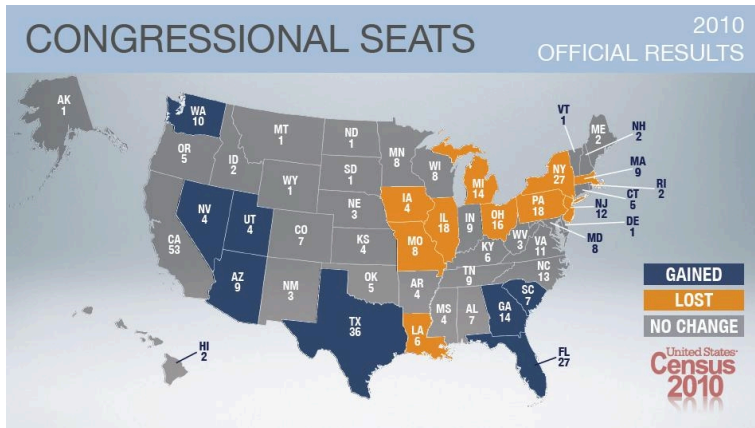 CONGRESSIONAL SEATS
2010
OFFICIAL RESULTS
AK
1
WA
10
OR
5
ID
2
MT
1
ND
1
MN
8
WI
8
MI
14
VT
1
ME
2
NH
2
NY
27
MA
9
RI
2
CT
5
NJ
12
DE
1
MD
8
PA
18
SD
1
WY
1
NE
3
IA
4
IL
18
IN
9
OH
16
WV
3
VA
11
NV
4
UT
4
CO
7
KS
4
MO
8
KY
6
NC
13
CA
53
AZ
9
NM
3
OK
5
AR
4
TN
9
SC
7
MS
4
AL
7
GA
14
TX
36
LA
6
FL
27
HI
2
GAINED
LOST
NO CHANGE
United States
Census
2010